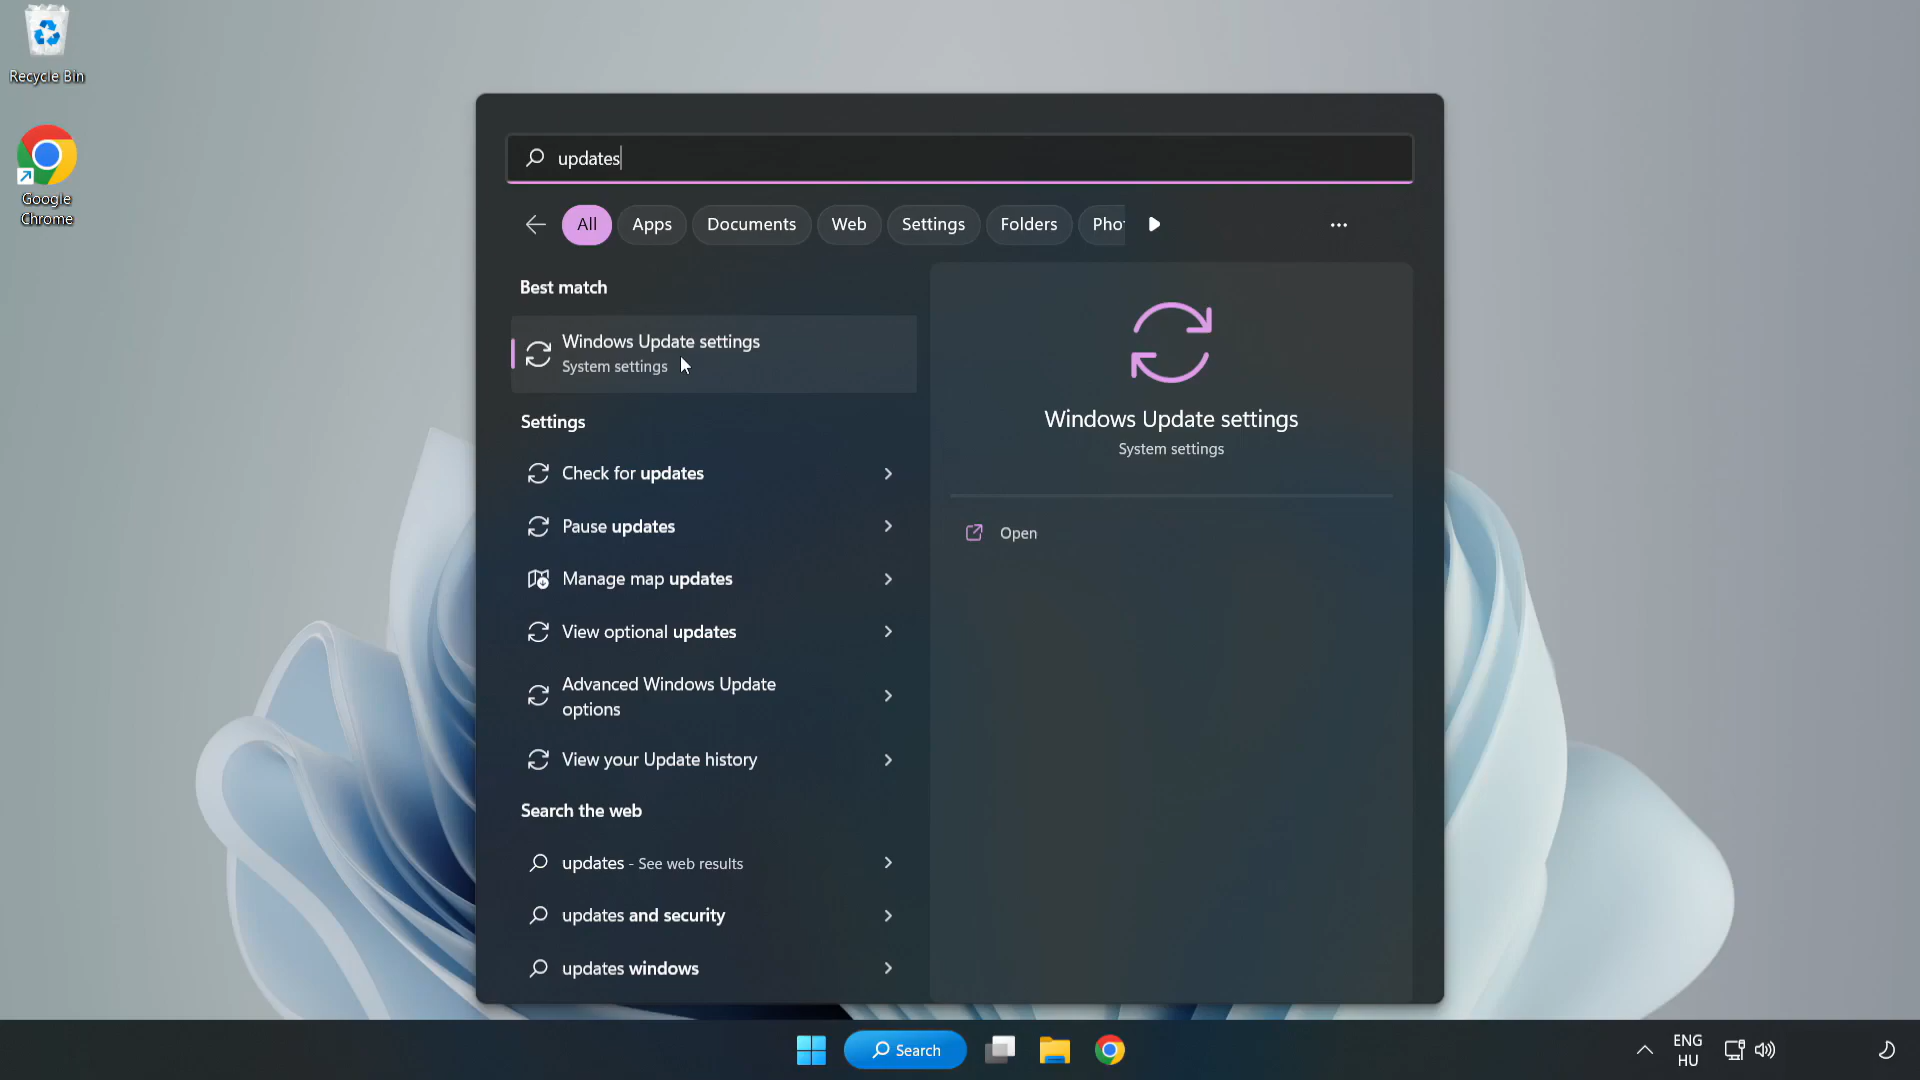 Recycle Bin
Google
Chrome
updates
All
Apps
Documents
Web
Settings
Folders
Pho
Best match
Windows Update settings
System settings
Settings
Check for updates
Pause updates
Manage map updates
View optional updates
Advanced Windows Update
options
View your Update history
Search the web
updates - See web results
updates and security
updates windows
Windows Update settings
System settings
Open
Search
ENG
HU